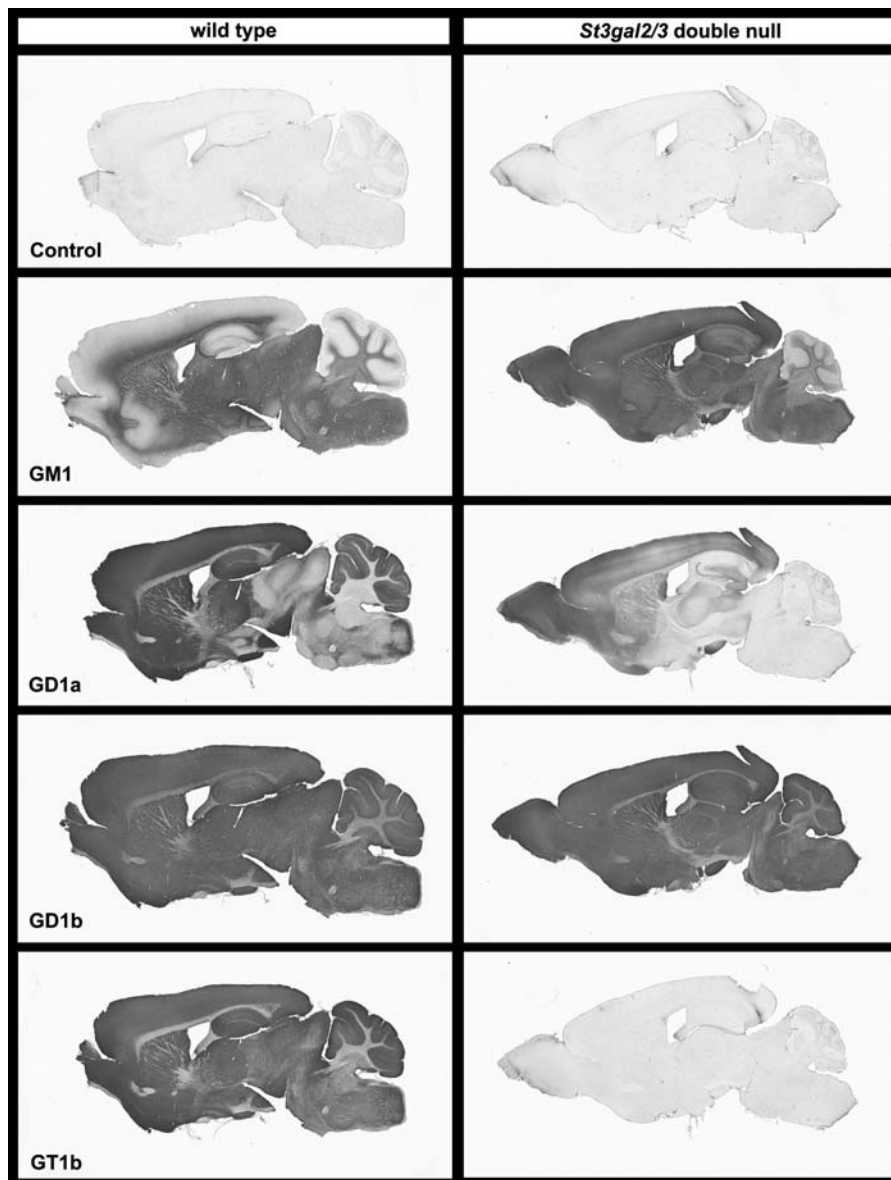 wild type
St3gal2/3 double null
Control
GM1
GD1a
GD1b
GT1b